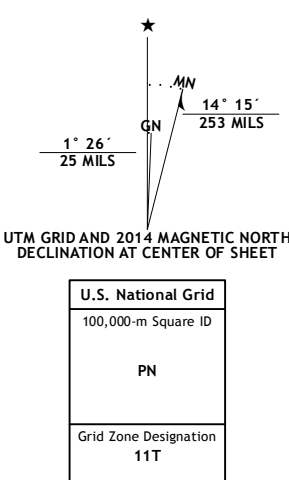 ★
MN
14° 15´
253 MILS
GN
1° 26´
25 MILS
UTM GRID AND 2014 MAGNETIC NORTH
DECLINATION AT CENTER OF SHEET
U.S. National Grid
100,000-m Square ID
PN
Grid Zone Designation
11T